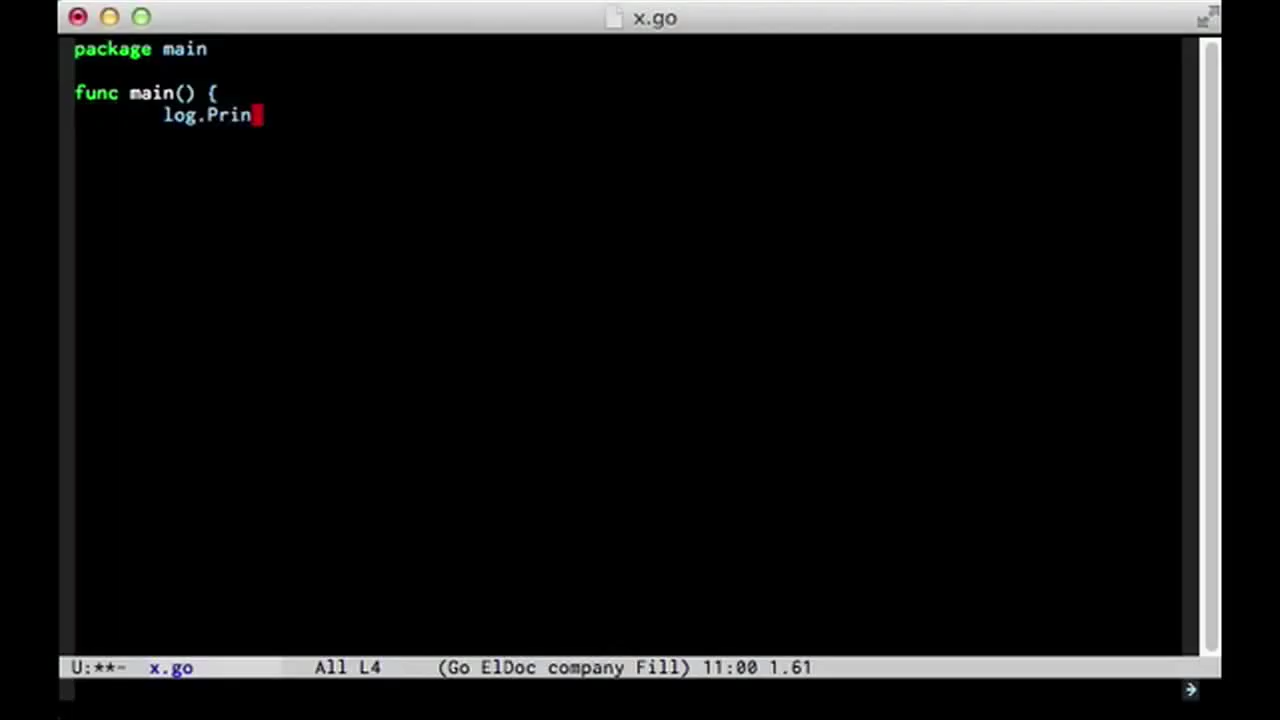 x.go
package main
func main() {
log.Prin
U:**- x.go All L4 (Go ElDoc company Fill) 11:00 1.61